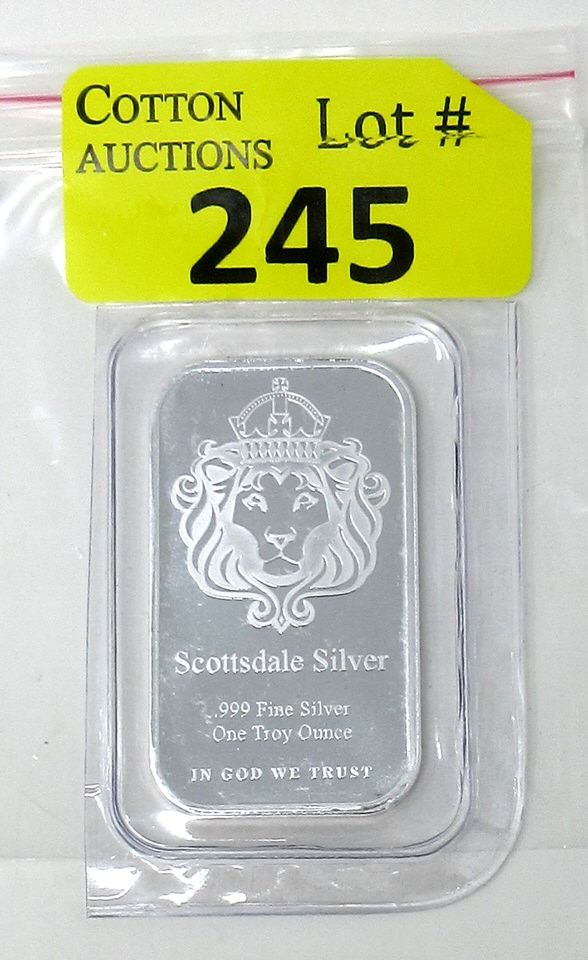 COTTON
AUCTIONS
Lot #
245
Scottsdale Silver
.999 Fine Silver
One Troy Ounce
IN GOD WE TRUST